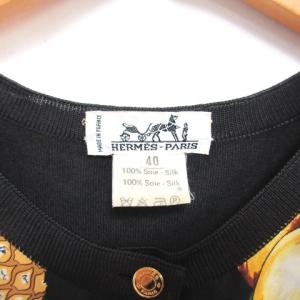 MADE IN FRANCE
HERMÈS-PARIS
40
100% Soie - Silk
100% Soie - Silk